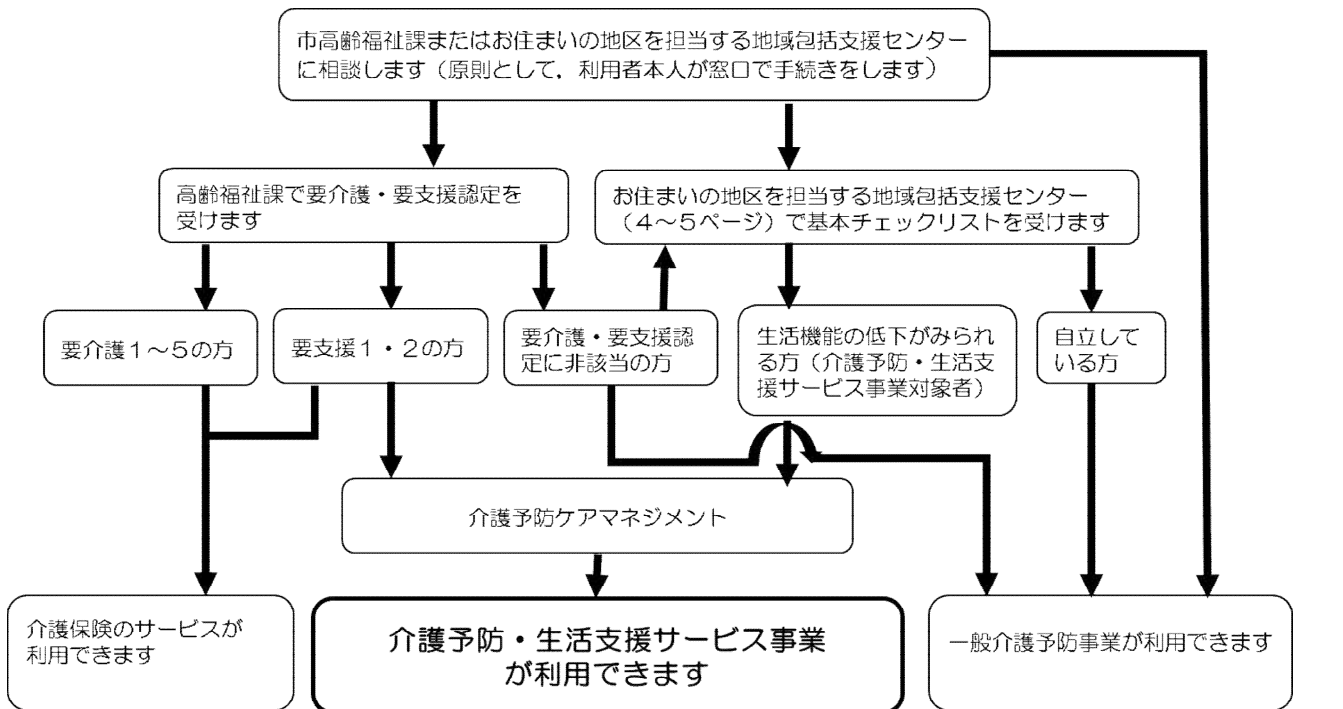 市高齢福祉課またはお住まいの地区を担当する地域包括支援センター
に相談します（原則として，利用者本人が窓口で手続きをします）
高齢福祉課で要介護・要支援認定を
受けます
お住まいの地区を担当する地域包括支援センター
（４～５ページ）で基本チェックリストを受けます
要介護１～５の方
要支援１・２の方
要介護・要支援認
定に非該当の方
生活機能の低下がみられ
る方（介護予防・生活支
援サービス事業対象者）
自立して
いる方
介護予防ケアマネジメント
介護保険のサービスが
利用できます
介護予防・生活支援サービス事業
が利用できます
一般介護予防事業が利用できます